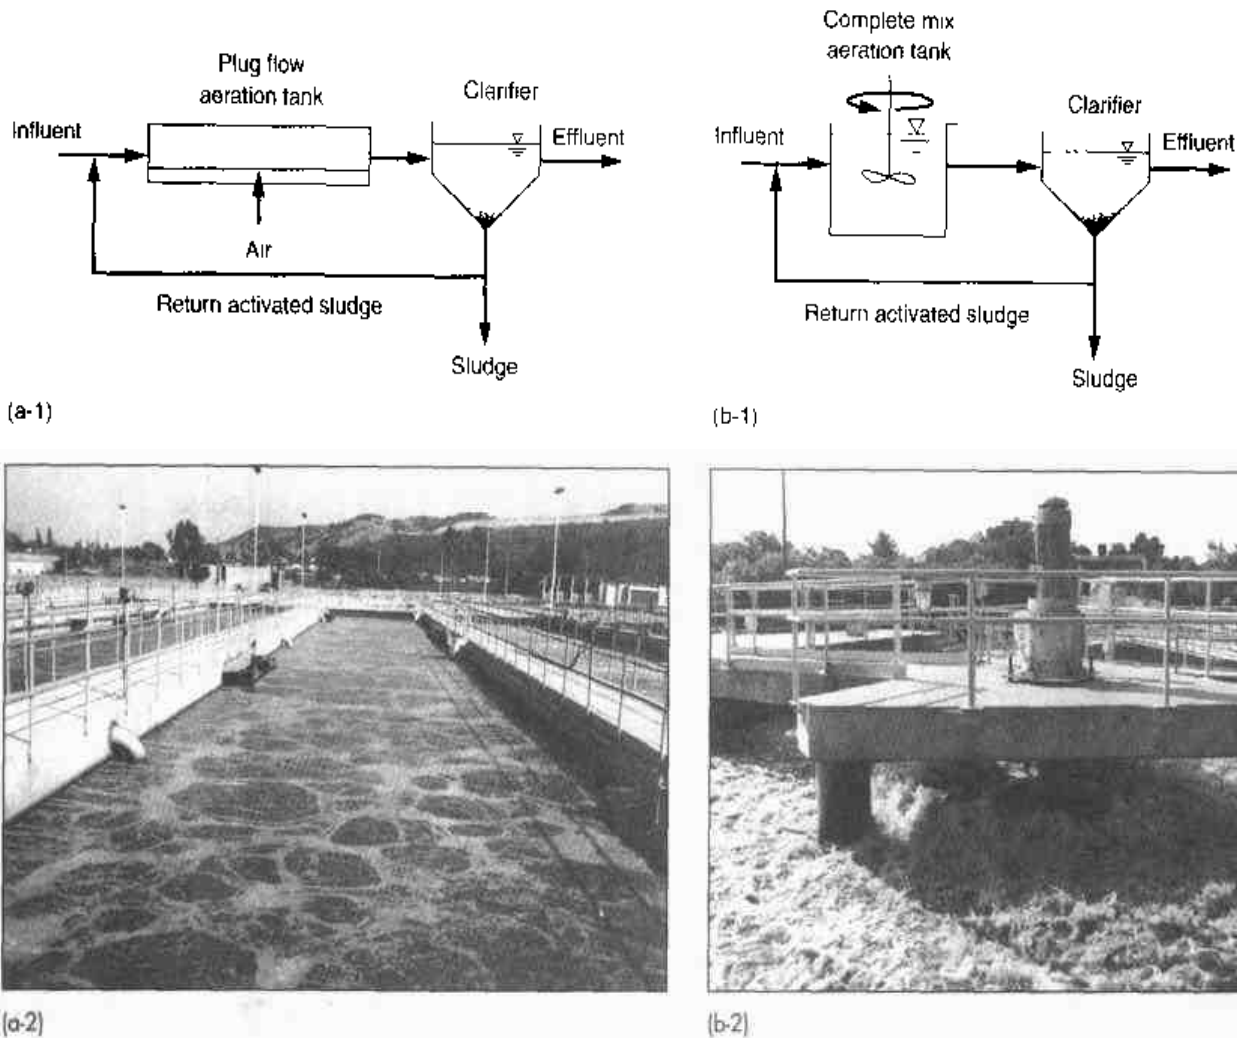 Plug flow
aeration tank
Clarifier
Influent
Effluent
Air
Return activated sludge
Sludge
(a-1)
Complete mix
aeration tank
Clarifier
Influent
Effluent
Return activated sludge
Sludge
(b-1)
(a-2)
(b-2)